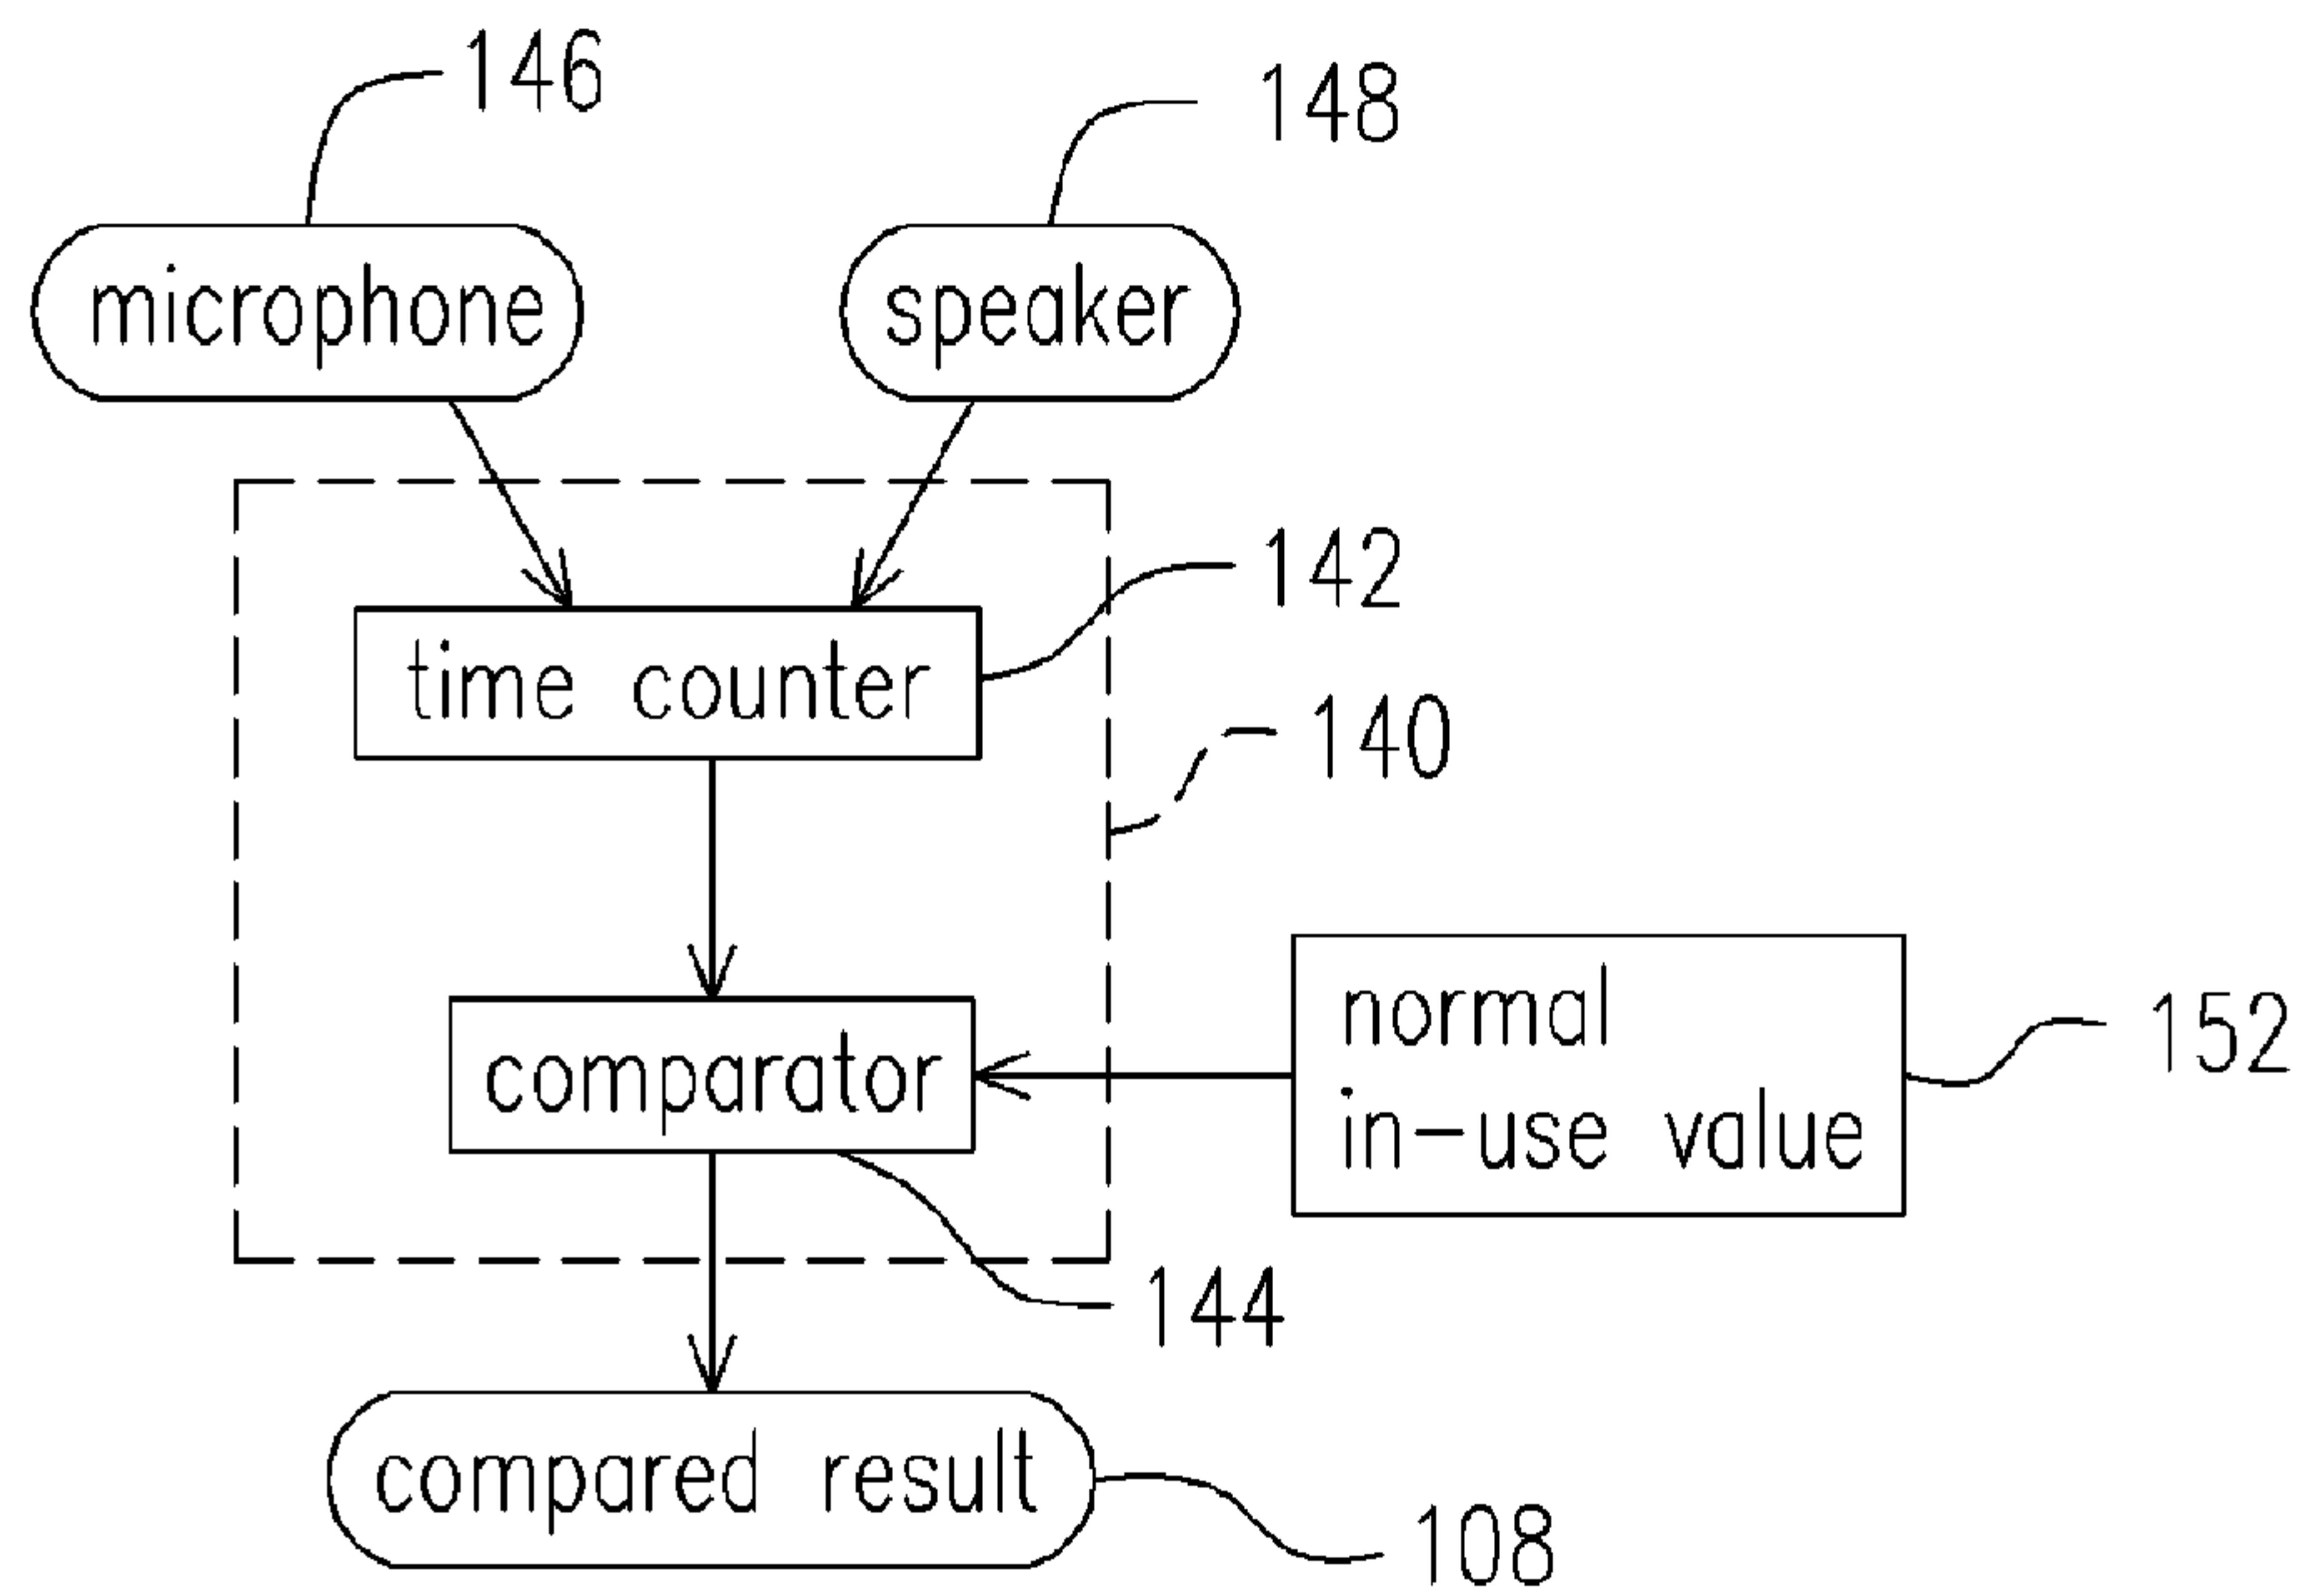 146
148
microphone
speaker
142
time counter
140
normal
in-use value
152
comparator
144
compared result
108